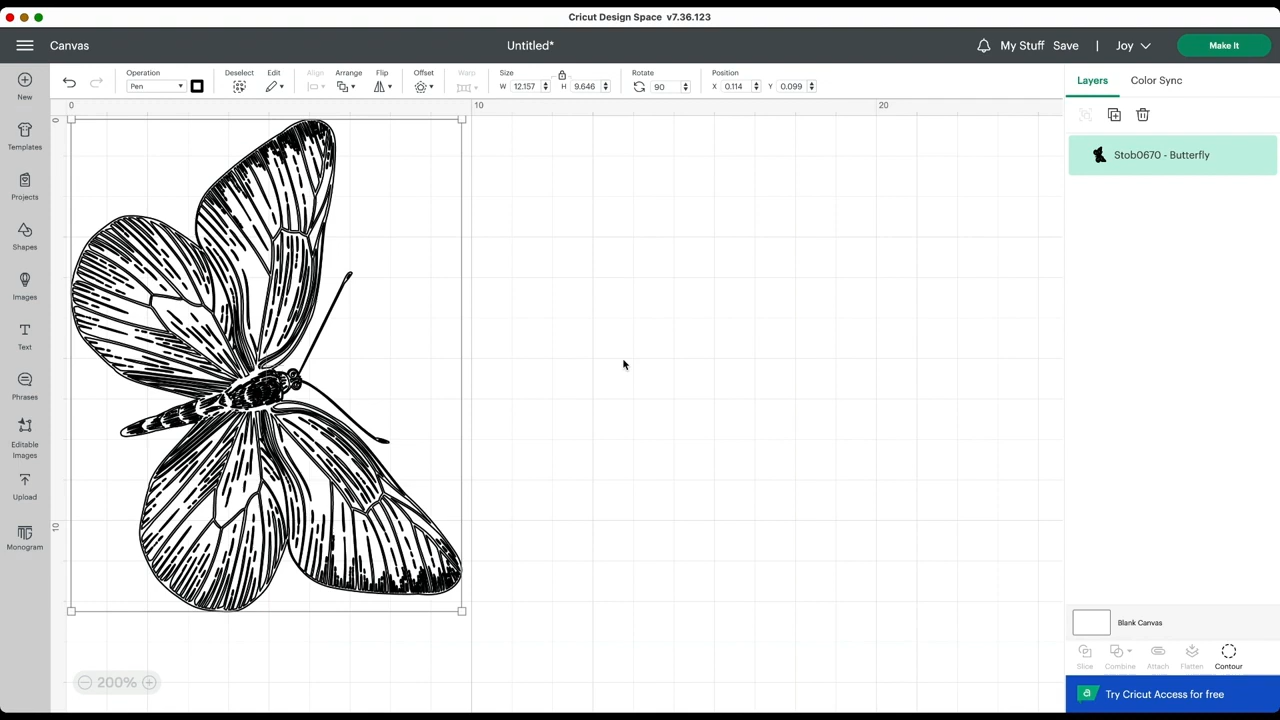 Cricut Design Space v7.36.123
Canvas
Untitled*
My Stuff Save | Joy
Make It
Operation
Pen
Deselect
Edit
Align
Arrange
Flip
Offset
Warp
Size
W 12.157
H 9.646
Rotate
90
Position
X 0.114
Y 0.099
Layers
Color Sync
New
Templates
Projects
Shapes
Images
Text
Phrases
Editable
Images
Upload
Monogram
0
10
20
0
10
Stob0670 - Butterfly
200%
Blank Canvas
Slice
Combine
Attach
Flatten
Contour
a
Try Cricut Access for free